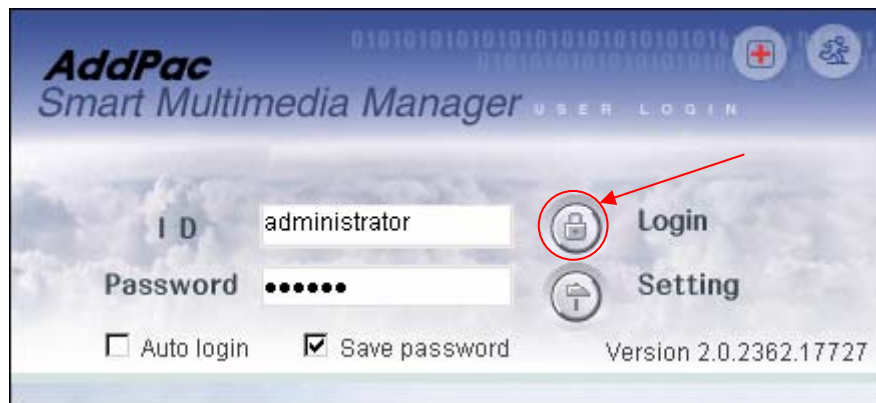 01010101010101010101010101010
AddPac
Smart Multimedia Manager USER LOGIN
ID administrator Login
Password •••••• Setting
Auto login Save password Version 2.0.2362.17727